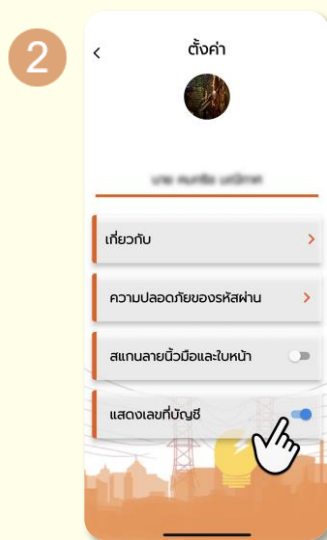 2
ตั้งค่า
เกี่ยวกับ
ความปลอดภัยของรหัสผ่าน
สแกนลายนิ้วมือและใบหน้า
แสดงเลขที่บัญชี